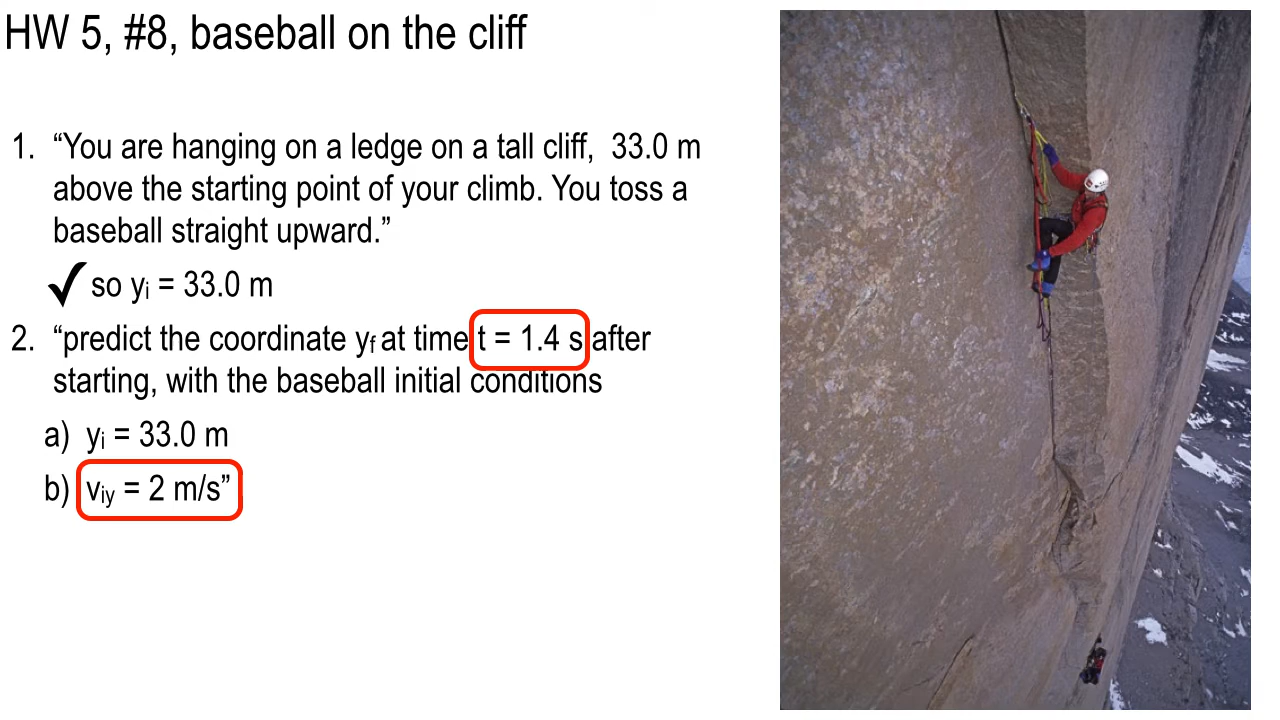 HW 5, #8, baseball on the cliff
1. “You are hanging on a ledge on a tall cliff, 33.0 m
above the starting point of your climb. You toss a
baseball straight upward.”
✓ so yi = 33.0 m
2. “predict the coordinate yf at time t = 1.4 s after
starting, with the baseball initial conditions
a) yi = 33.0 m
b) viy = 2 m/s”